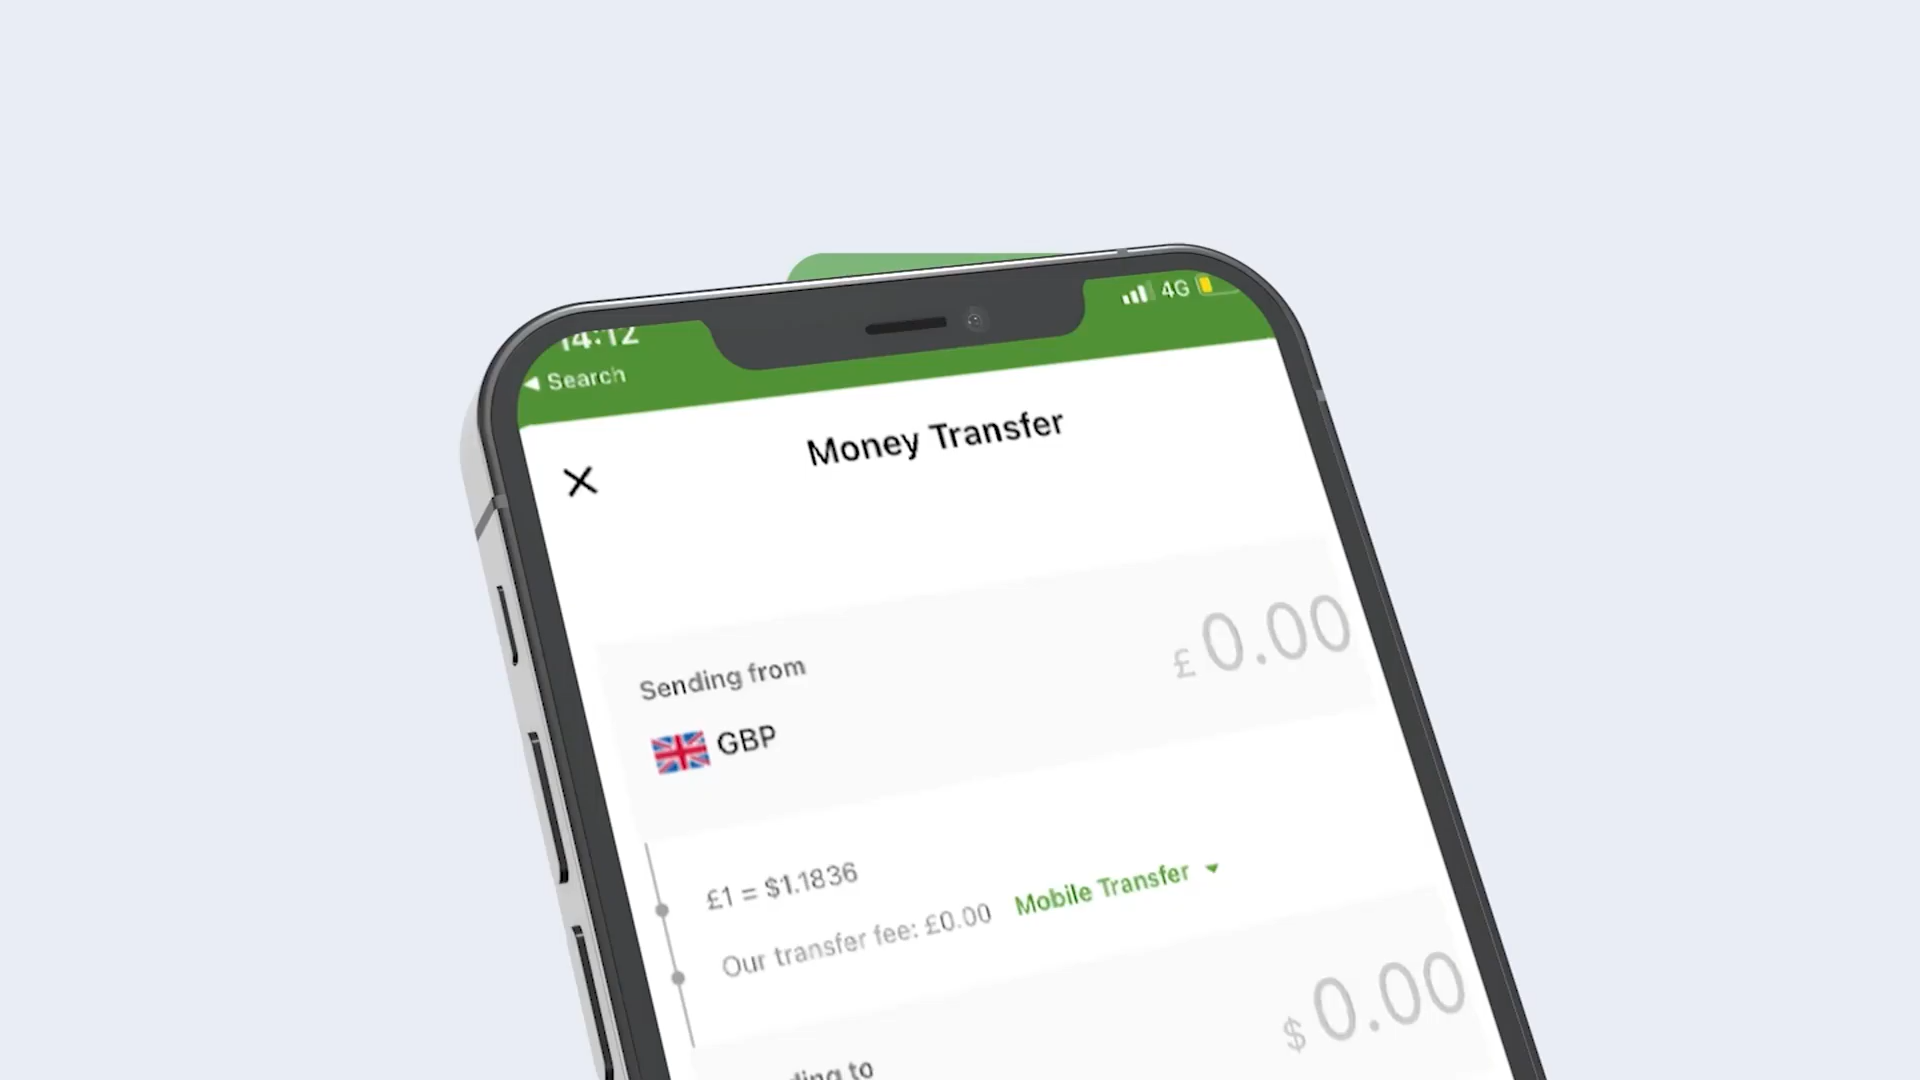 14:12
4G
Search
Money Transfer
Sending from
£0.00
GBP
£1 = $1.1836
Our transfer fee: £0.00 Mobile Transfer
$0.00
to